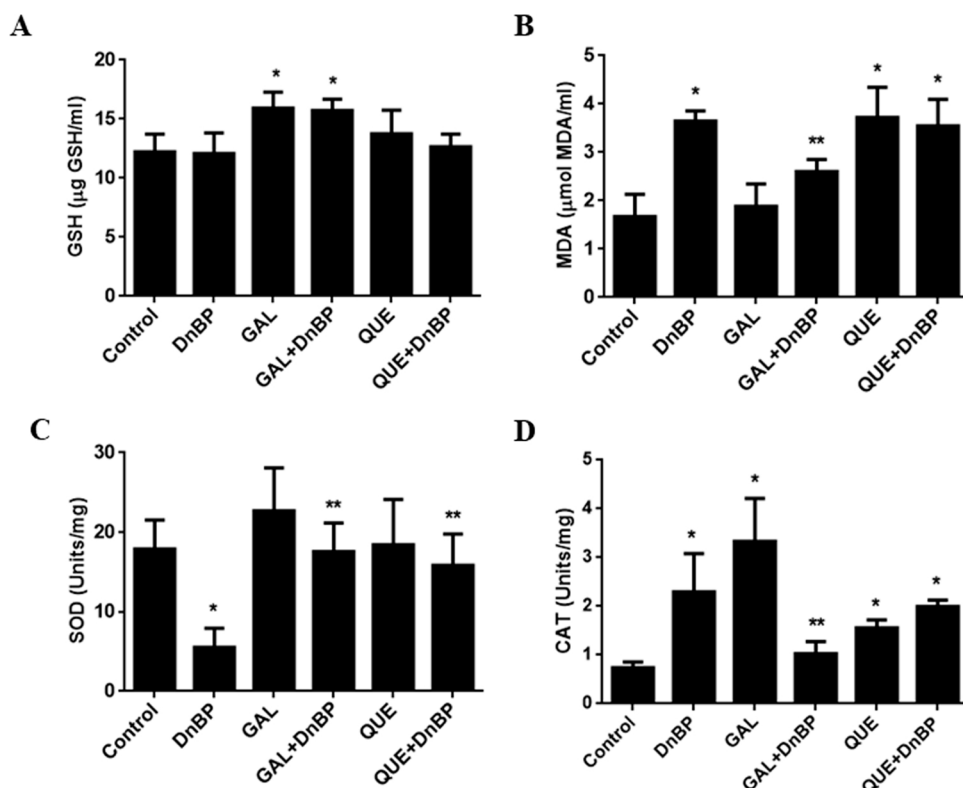 A
GSH (μg GSH/ml)
20
15
10
5
0
* *
Control DnBP GAL GAL+DnBP QUE QUE+DnBP
B
MDA (μmol MDA/ml)
5
4
3
2
1
0
* ** * *
Control DnBP GAL GAL+DnBP QUE QUE+DnBP
C
SOD (Units/mg)
30
20
10
0
* ** **
Control DnBP GAL GAL+DnBP QUE QUE+DnBP
D
CAT (Units/mg)
5
4
3
2
1
0
* * ** * *
Control DnBP GAL GAL+DnBP QUE QUE+DnBP